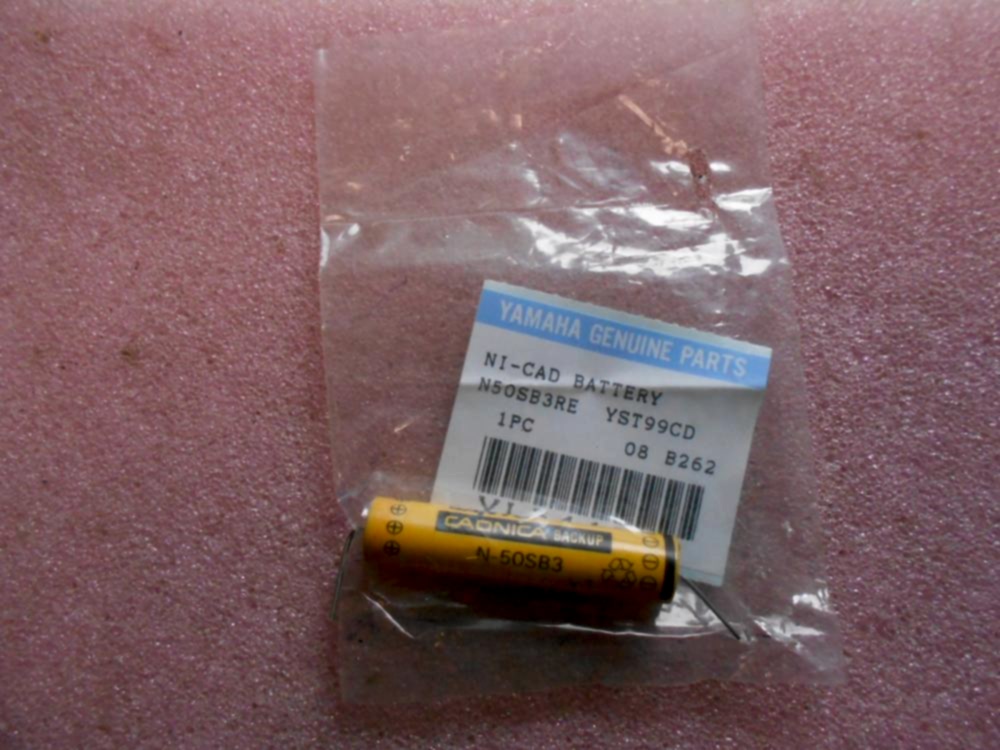 YAMAHA GENUINE PARTS
NI-CAD BATTERY
N50SB3RE YST99CD
1PC 08 B262
CADNICA BACKUP
N-50SB3